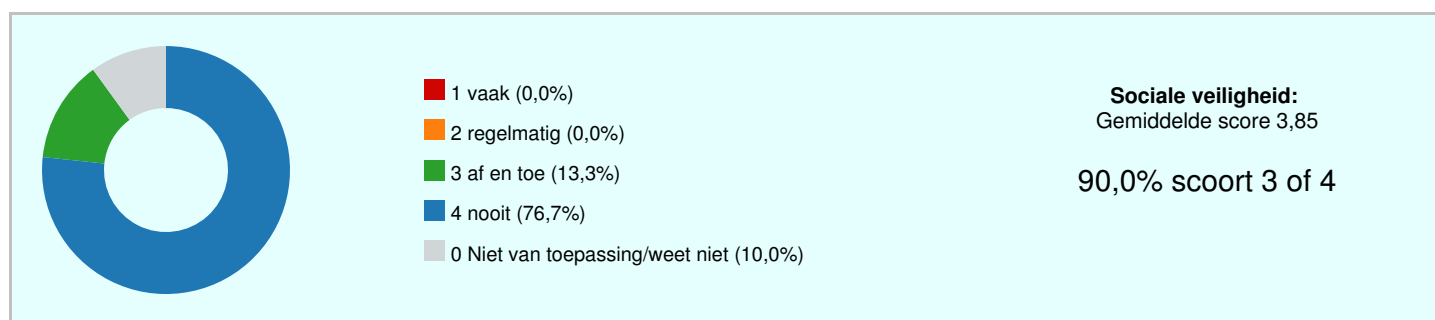 1 vaak (0,0%)
2 regelmatig (0,0%)
3 af en toe (13,3%)
4 nooit (76,7%)
0 Niet van toepassing/weet niet (10,0%)
Sociale veiligheid:
Gemiddelde score 3,85
90,0% scoort 3 of 4